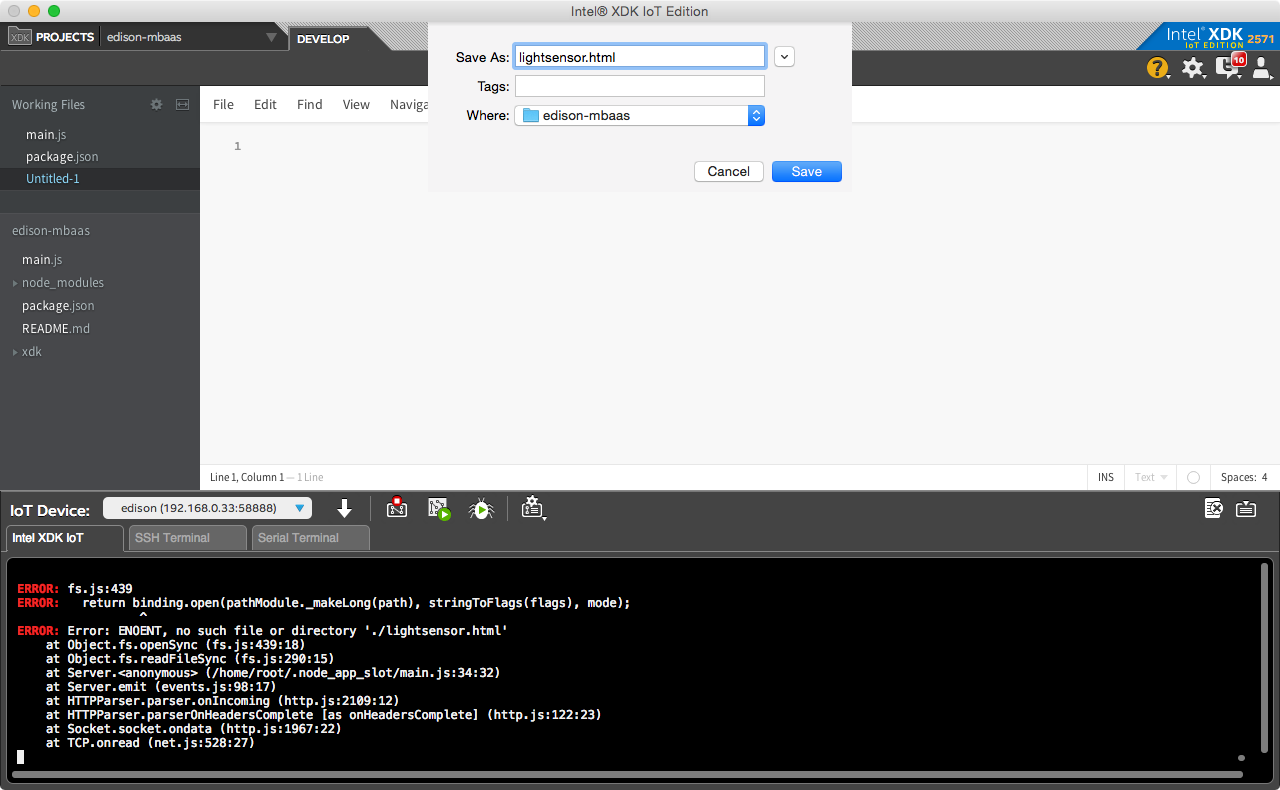 Intel® XDK IoT Edition
XDK PROJECTS edison-mbaas
DEVELOP
Intel® XDK
IoT EDITION 2571
? 10
Save As: lightsensor.html
Tags:
Where: edison-mbaas
Cancel Save
Working Files
main.js
package.json
Untitled-1
edison-mbaas
main.js
node_modules
package.json
README.md
xdk
File Edit Find View Naviga
1
Line 1, Column 1 — 1 Line
INS Text Spaces: 4
IoT Device: edison (192.168.0.33:58888)
Intel XDK IoT SSH Terminal Serial Terminal
ERROR: fs.js:439
ERROR: return binding.open(pathModule._makeLong(path), stringToFlags(flags), mode);
^
ERROR: Error: ENOENT, no such file or directory './lightsensor.html'
at Object.fs.openSync (fs.js:439:18)
at Object.fs.readFileSync (fs.js:290:15)
at Server.<anonymous> (/home/root/.node_app_slot/main.js:34:32)
at Server.emit (events.js:98:17)
at HTTPParser.parser.onIncoming (http.js:2109:12)
at HTTPParser.parserOnHeadersComplete [as onHeadersComplete] (http.js:122:23)
at Socket.socket.ondata (http.js:1967:22)
at TCP.onread (net.js:528:27)